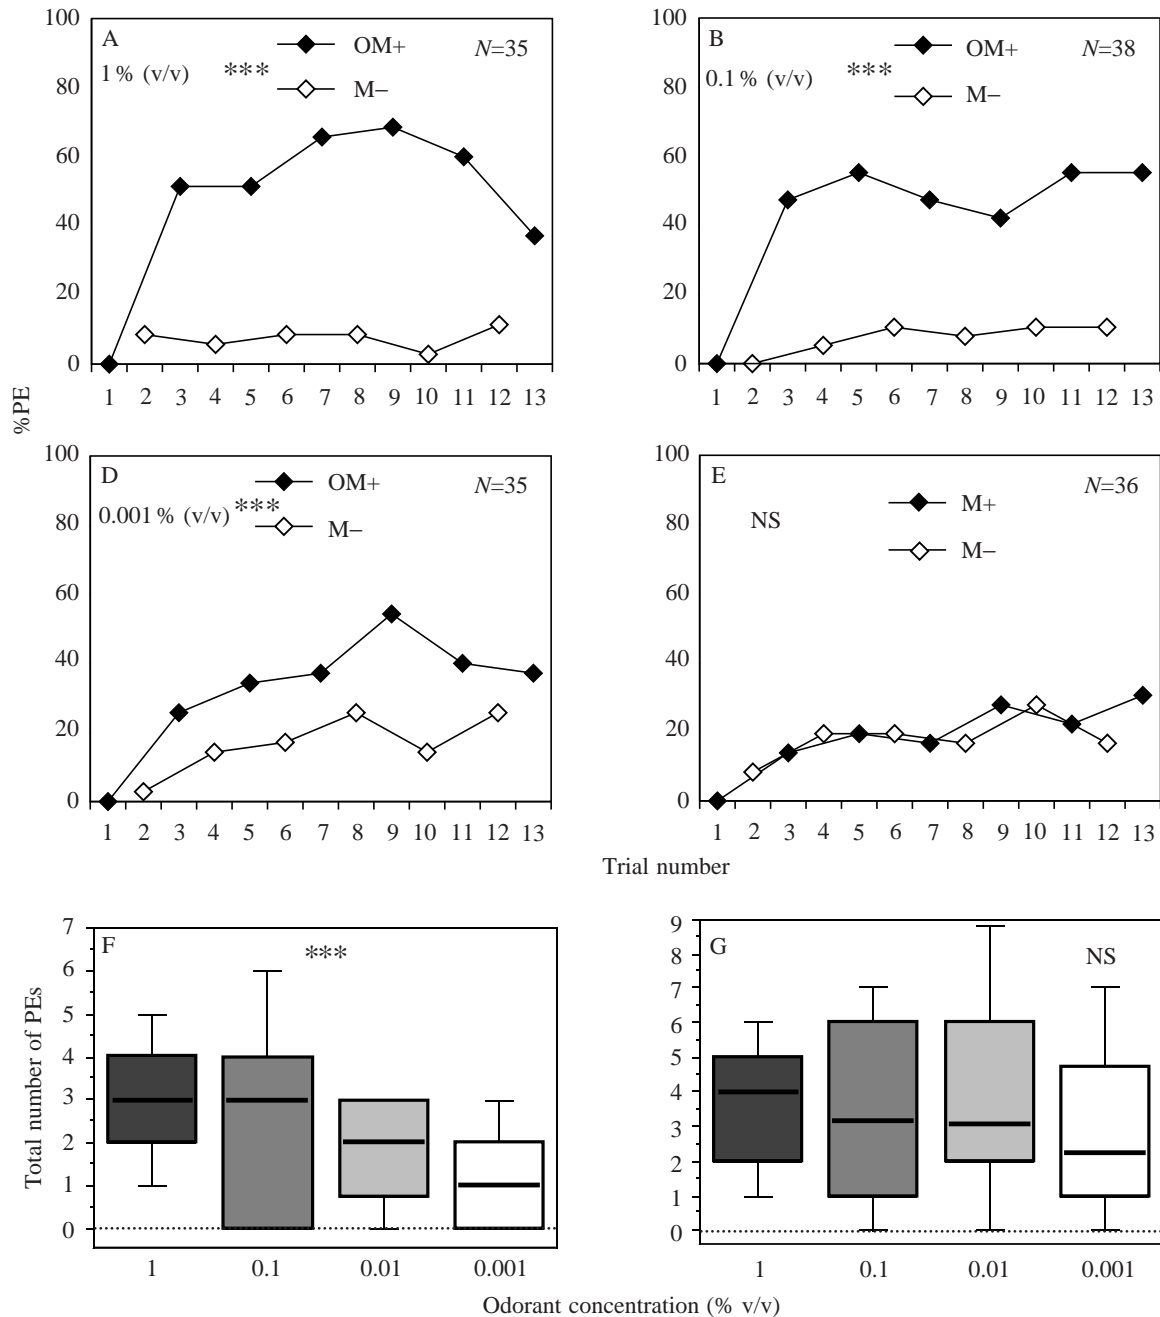 A
OM+
N=35
1% (v/v)
***
M−
100
80
60
40
20
0
1 2 3 4 5 6 7 8 9 10 11 12 13
B
OM+
N=38
0.1% (v/v)
***
M−
100
80
60
40
20
0
1 2 3 4 5 6 7 8 9 10 11 12 13
%PE
D
OM+
N=35
0.001% (v/v)
***
M−
100
80
60
40
20
0
1 2 3 4 5 6 7 8 9 10 11 12 13
E
M+
N=36
NS
M−
100
80
60
40
20
0
1 2 3 4 5 6 7 8 9 10 11 12 13
Trial number
F
***
7
6
5
4
3
2
1
0
Total number of PEs
1 0.1 0.01 0.001
G
NS
9
8
7
6
5
4
3
2
1
0
1 0.1 0.01 0.001
Odorant concentration (% v/v)